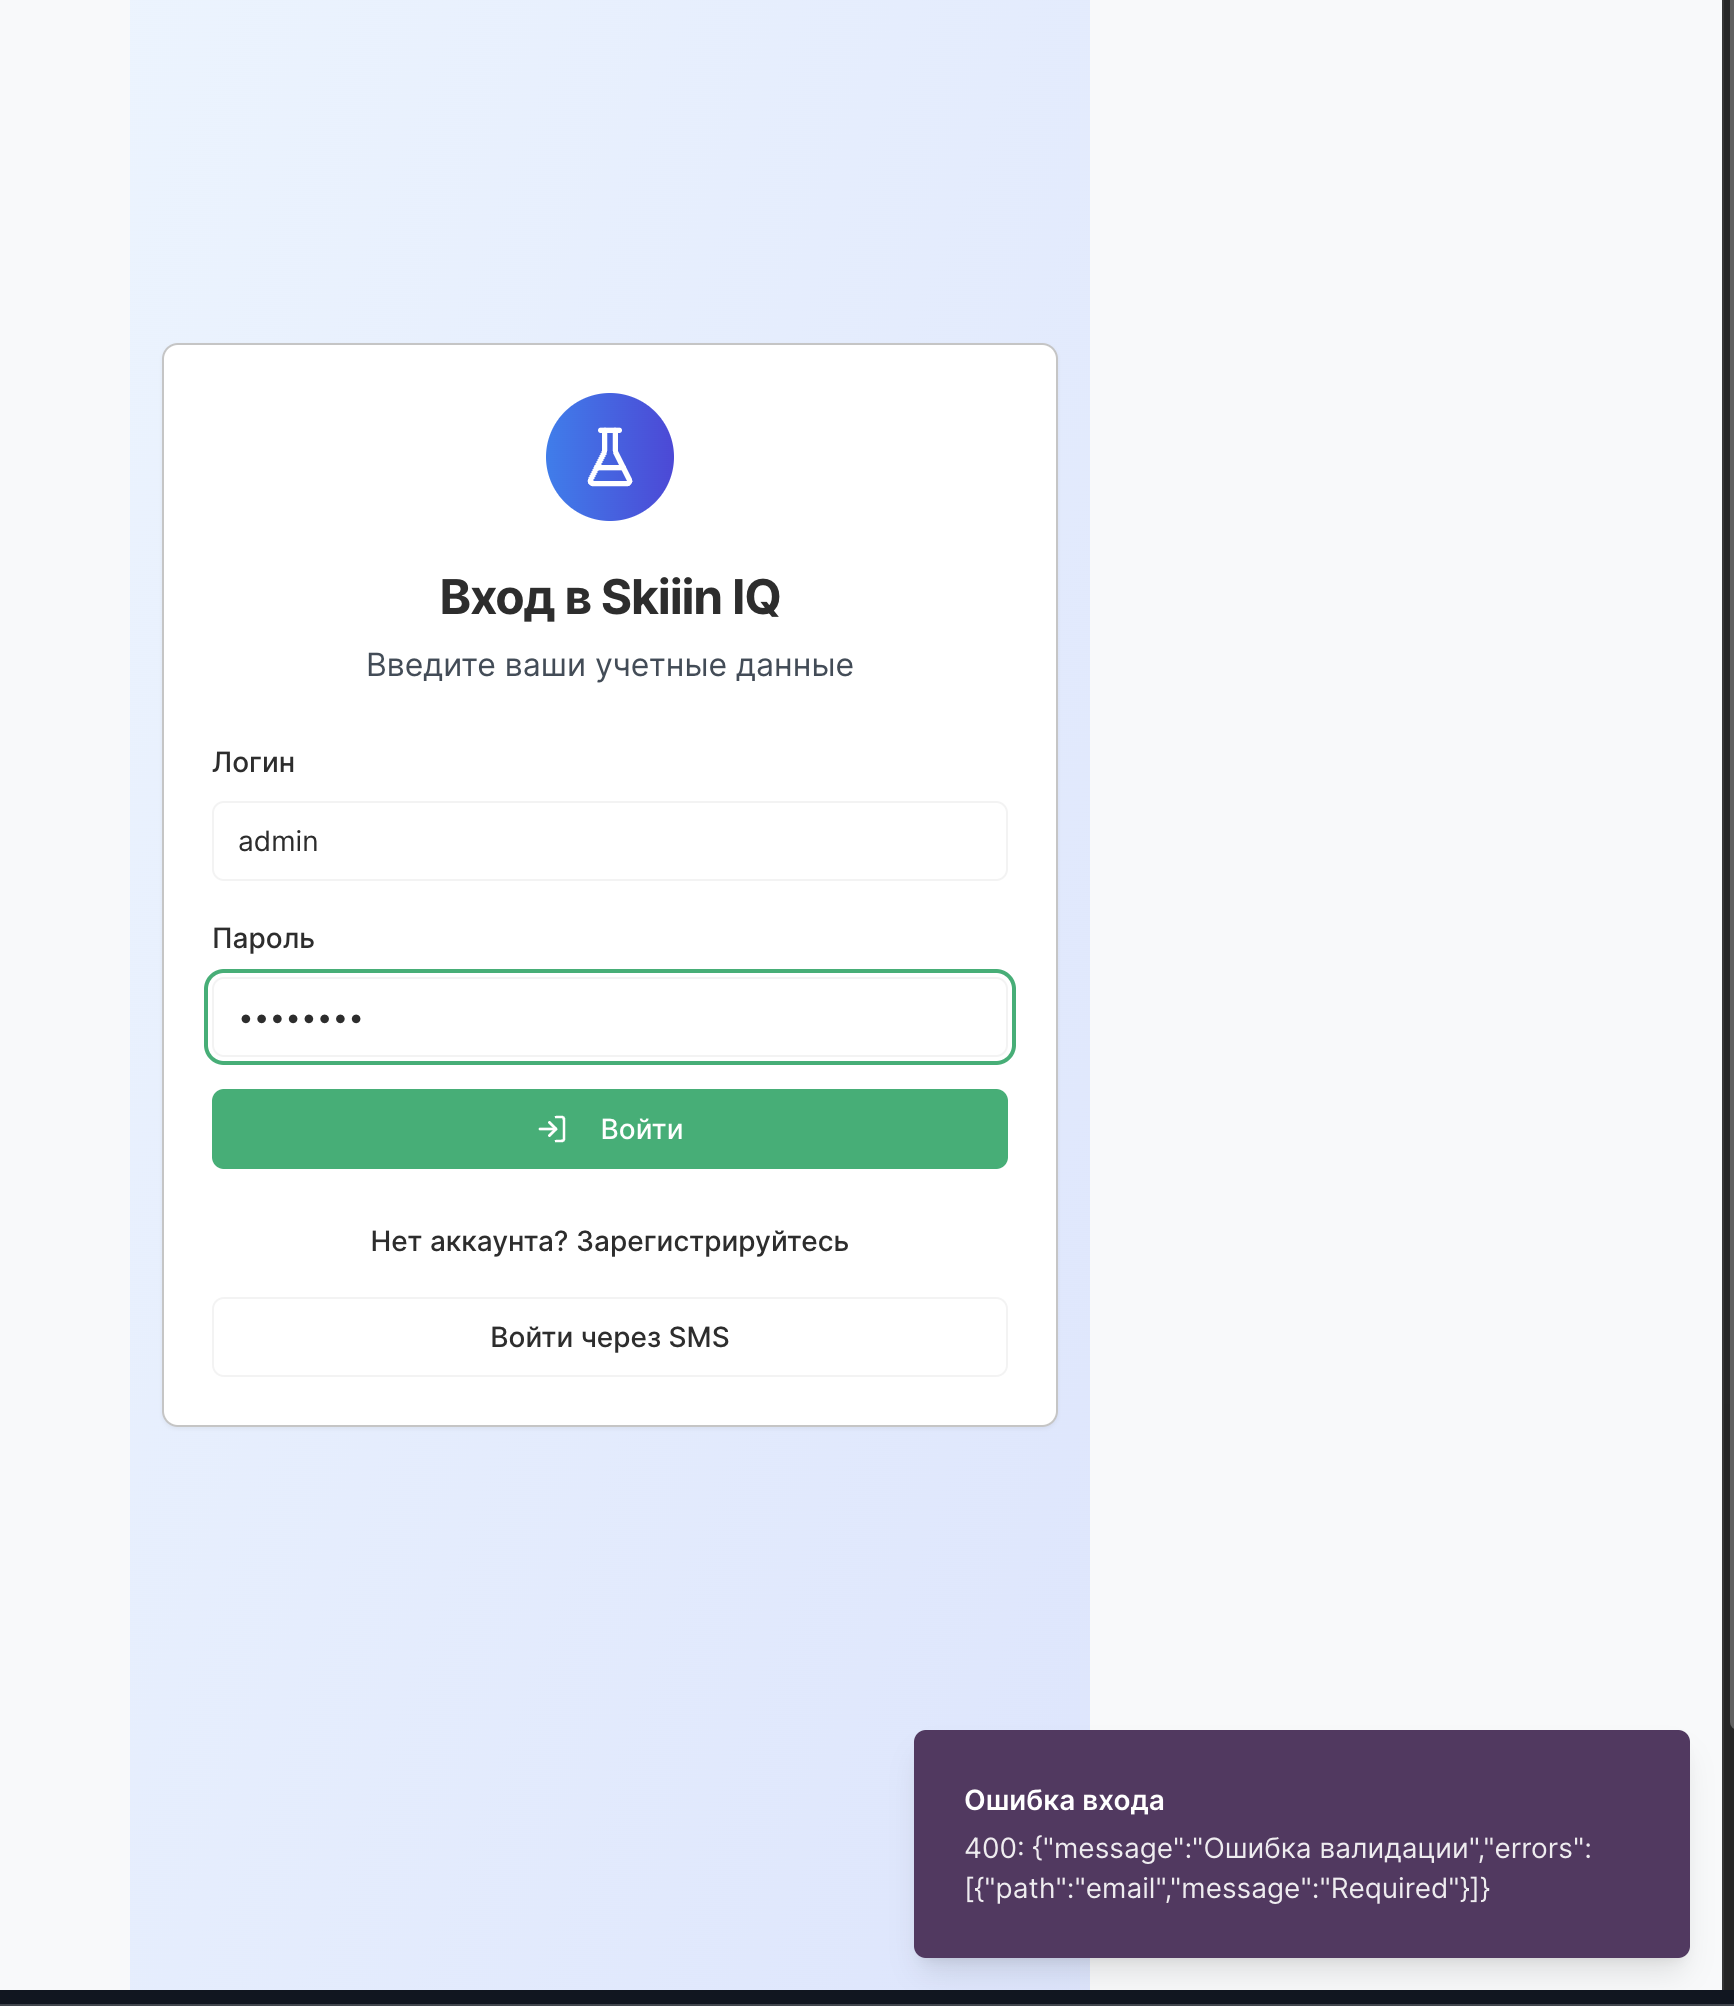 Вход в Skiiin IQ
Введите ваши учетные данные
Логин
admin
Пароль
••••••••
Войти
Нет аккаунта? Зарегистрируйтесь
Войти через SMS
Ошибка входа
400: {"message":"Ошибка валидации","errors":
[{"path":"email","message":"Required"}]}